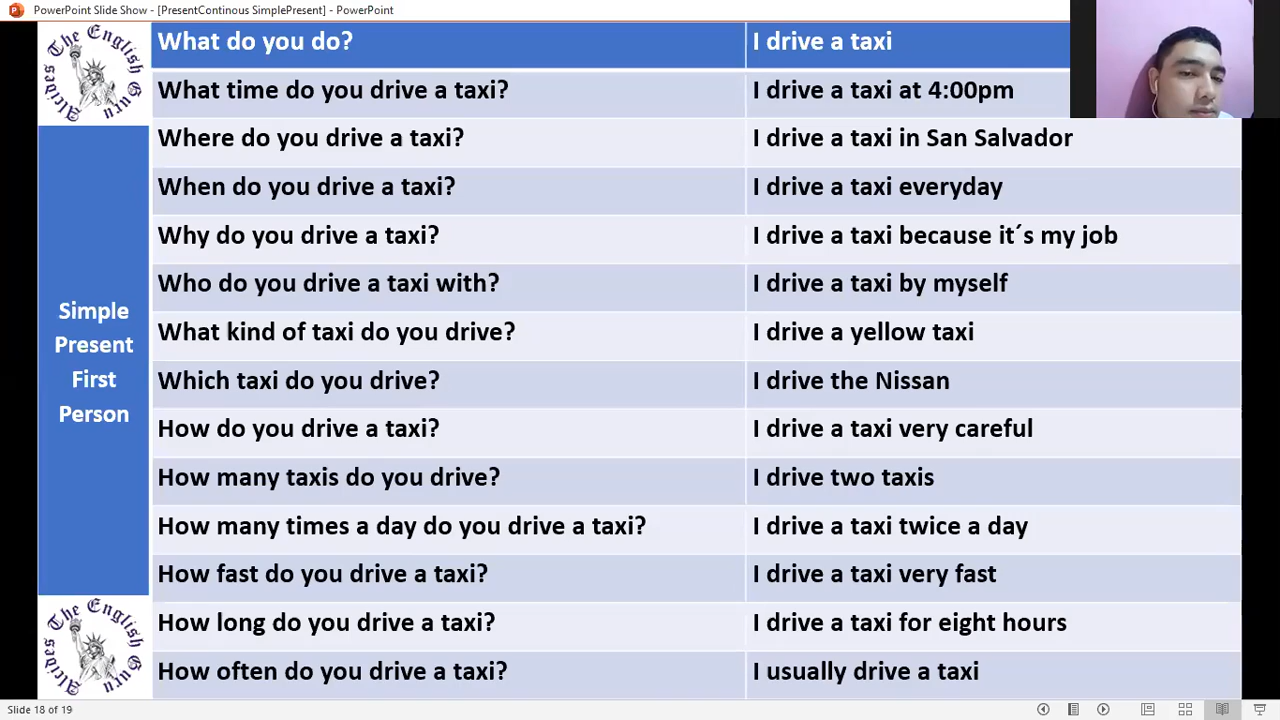 PowerPoint Slide Show - [PresentContinous SimplePresent] - PowerPoint
Alcides The English Guru
What do you do? I drive a taxi
What time do you drive a taxi? I drive a taxi at 4:00pm
Where do you drive a taxi? I drive a taxi in San Salvador
When do you drive a taxi? I drive a taxi everyday
Why do you drive a taxi? I drive a taxi because it´s my job
Who do you drive a taxi with? I drive a taxi by myself
What kind of taxi do you drive? I drive a yellow taxi
Which taxi do you drive? I drive the Nissan
How do you drive a taxi? I drive a taxi very careful
How many taxis do you drive? I drive two taxis
How many times a day do you drive a taxi? I drive a taxi twice a day
How fast do you drive a taxi? I drive a taxi very fast
How long do you drive a taxi? I drive a taxi for eight hours
How often do you drive a taxi? I usually drive a taxi
Simple
Present
First
Person
Alcides The English Guru
Slide 18 of 19